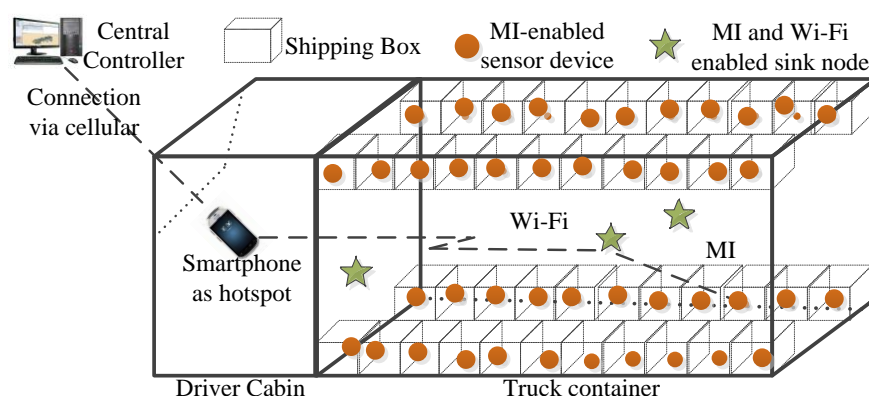 Central
Controller
Shipping Box
MI-enabled
sensor device
MI and Wi-Fi
enabled sink node
Connection
via cellular
Wi-Fi
MI
Smartphone
as hotspot
Driver Cabin
Truck container